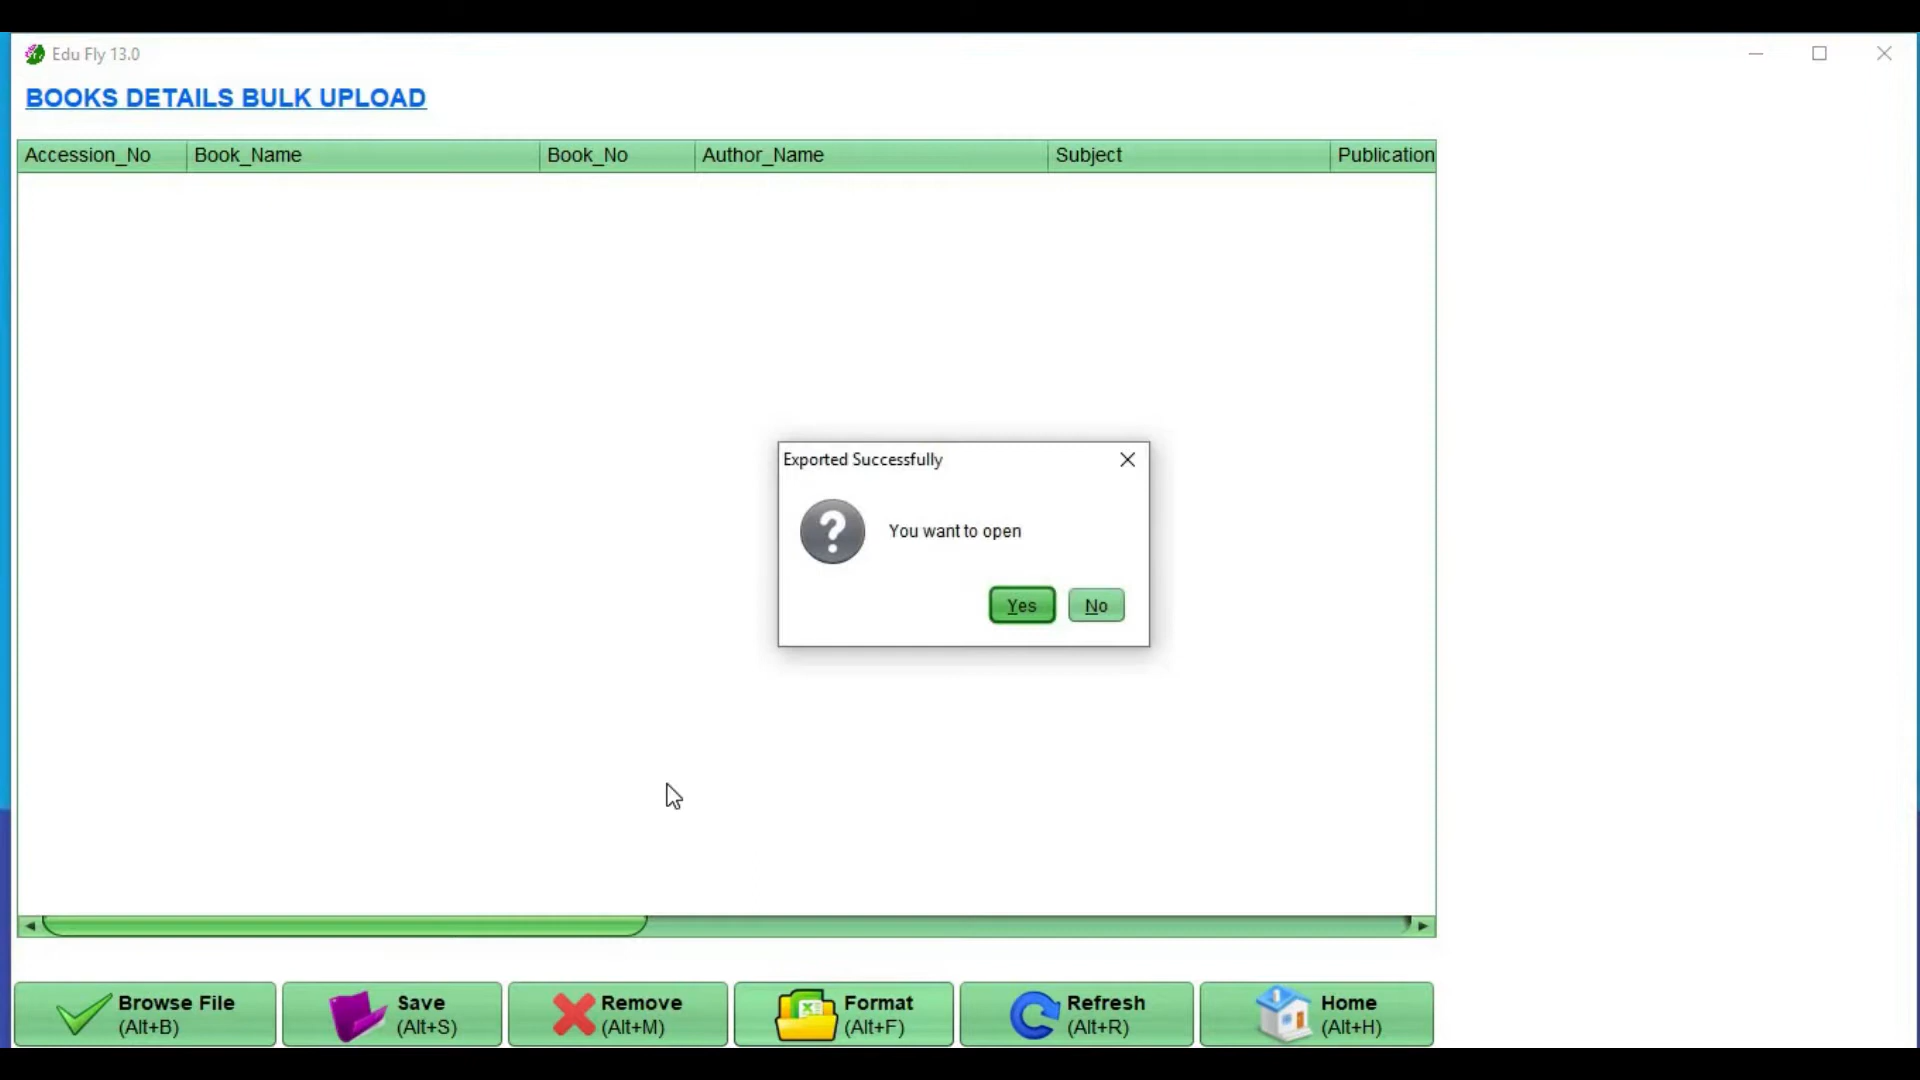 Edu Fly 13.0
BOOKS DETAILS BULK UPLOAD
Accession_No Book_Name Book_No Author_Name Subject Publication
Exported Successfully
You want to open
Yes No
Browse File Save Remove Format Refresh Home
(Alt+B) (Alt+S) (Alt+M) (Alt+F) (Alt+R) (Alt+H)